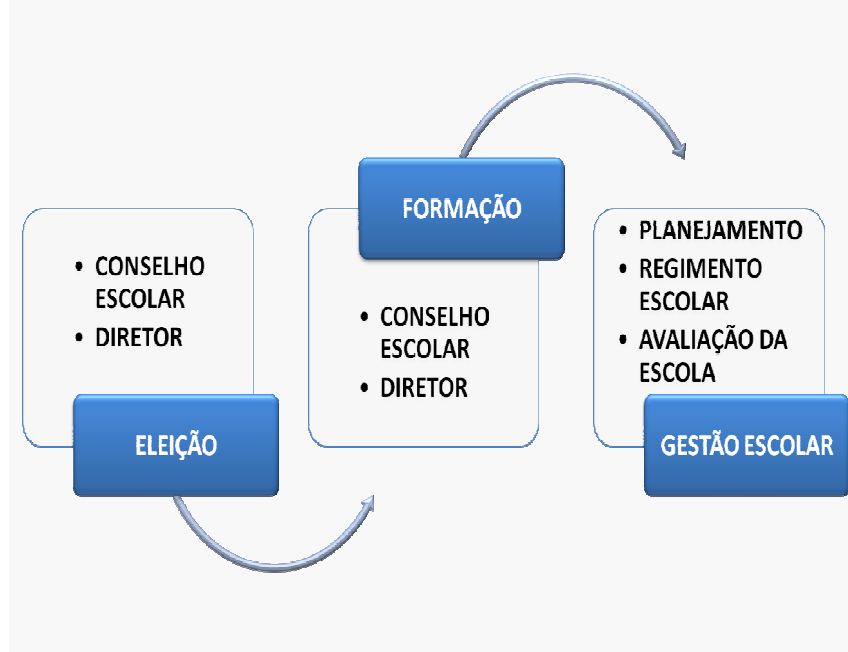 • CONSELHO
ESCOLAR
• DIRETOR
ELEIÇÃO
FORMAÇÃO
• CONSELHO
ESCOLAR
• DIRETOR
• PLANEJAMENTO
• REGIMENTO
ESCOLAR
• AVALIAÇÃO DA
ESCOLA
GESTÃO ESCOLAR